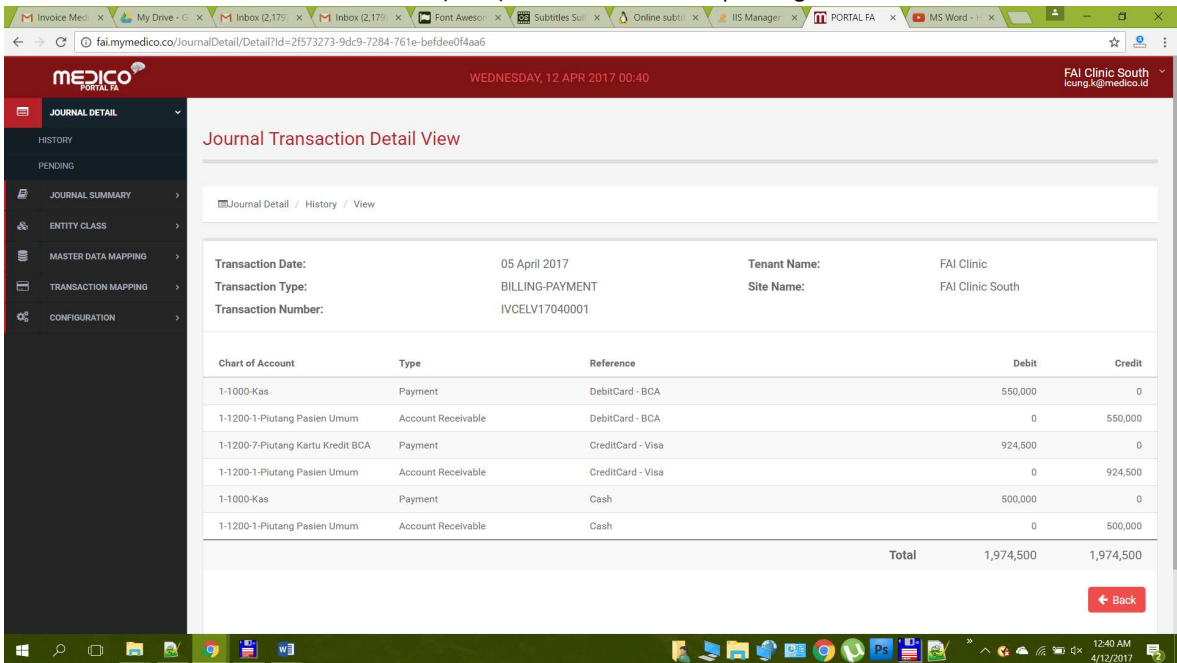 Invoice Medi
My Drive - G
Inbox (2,179)
Inbox (2,179
Font Aweson
Subtitles Sul
Online subti
IIS Manager
PORTAL FA
MS Word - H
fai.mymedico.co/JournalDetail/Detail?Id=2f573273-9dc9-7284-761e-befdee0f4aa6
MEDICO
PORTAL FA
WEDNESDAY, 12 APR 2017 00:40
FAI Clinic South
icung.k@medico.id
JOURNAL DETAIL
HISTORY
PENDING
JOURNAL SUMMARY
ENTITY CLASS
MASTER DATA MAPPING
TRANSACTION MAPPING
CONFIGURATION
Journal Transaction Detail View
Journal Detail / History / View
Transaction Date: 05 April 2017 Tenant Name: FAI Clinic
Transaction Type: BILLING-PAYMENT Site Name: FAI Clinic South
Transaction Number: IVCELV17040001
Chart of Account Type Reference Debit Credit
1-1000-Kas Payment DebitCard - BCA 550,000 0
1-1200-1-Piutang Pasien Umum Account Receivable DebitCard - BCA 0 550,000
1-1200-7-Piutang Kartu Kredit BCA Payment CreditCard - Visa 924,500 0
1-1200-1-Piutang Pasien Umum Account Receivable CreditCard - Visa 0 924,500
1-1000-Kas Payment Cash 500,000 0
1-1200-1-Piutang Pasien Umum Account Receivable Cash 0 500,000
Total 1,974,500 1,974,500
Back
12:40 AM
4/12/2017